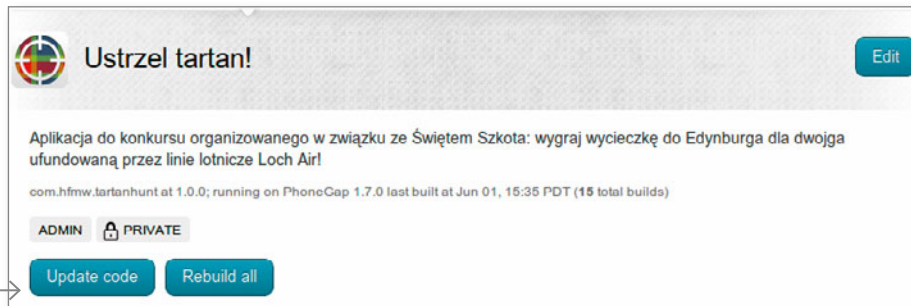 Ustrzel tartan!
Edit
Aplikacja do konkursu organizowanego w związku ze Świętem Szkota: wygraj wycieczkę do Edynburga dla dwojga
ufundowaną przez linie lotnicze Loch Air!
com.hfmw.tartanhunt at 1.0.0; running on PhoneGap 1.7.0 last built at Jun 01, 15:35 PDT (15 total builds)
ADMIN PRIVATE
Update code Rebuild all